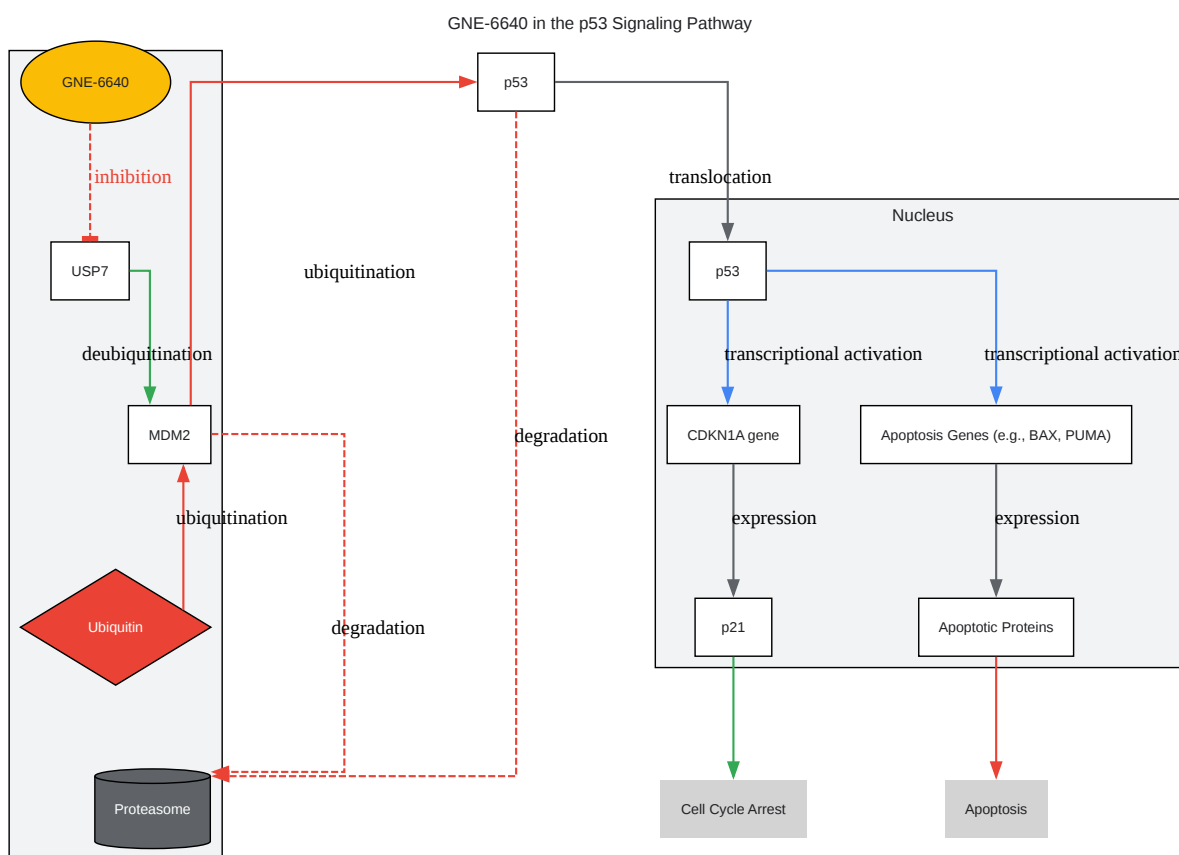 GNE-6640 in the p53 Signaling Pathway
GNE-6640
p53
inhibition
translocation
Nucleus
USP7
ubiquitination
p53
deubiquitination
transcriptional activation
transcriptional activation
MDM2
degradation
CDKN1A gene
Apoptosis Genes (e.g., BAX, PUMA)
ubiquitination
expression
expression
Ubiquitin
degradation
p21
Apoptotic Proteins
Proteasome
Cell Cycle Arrest
Apoptosis